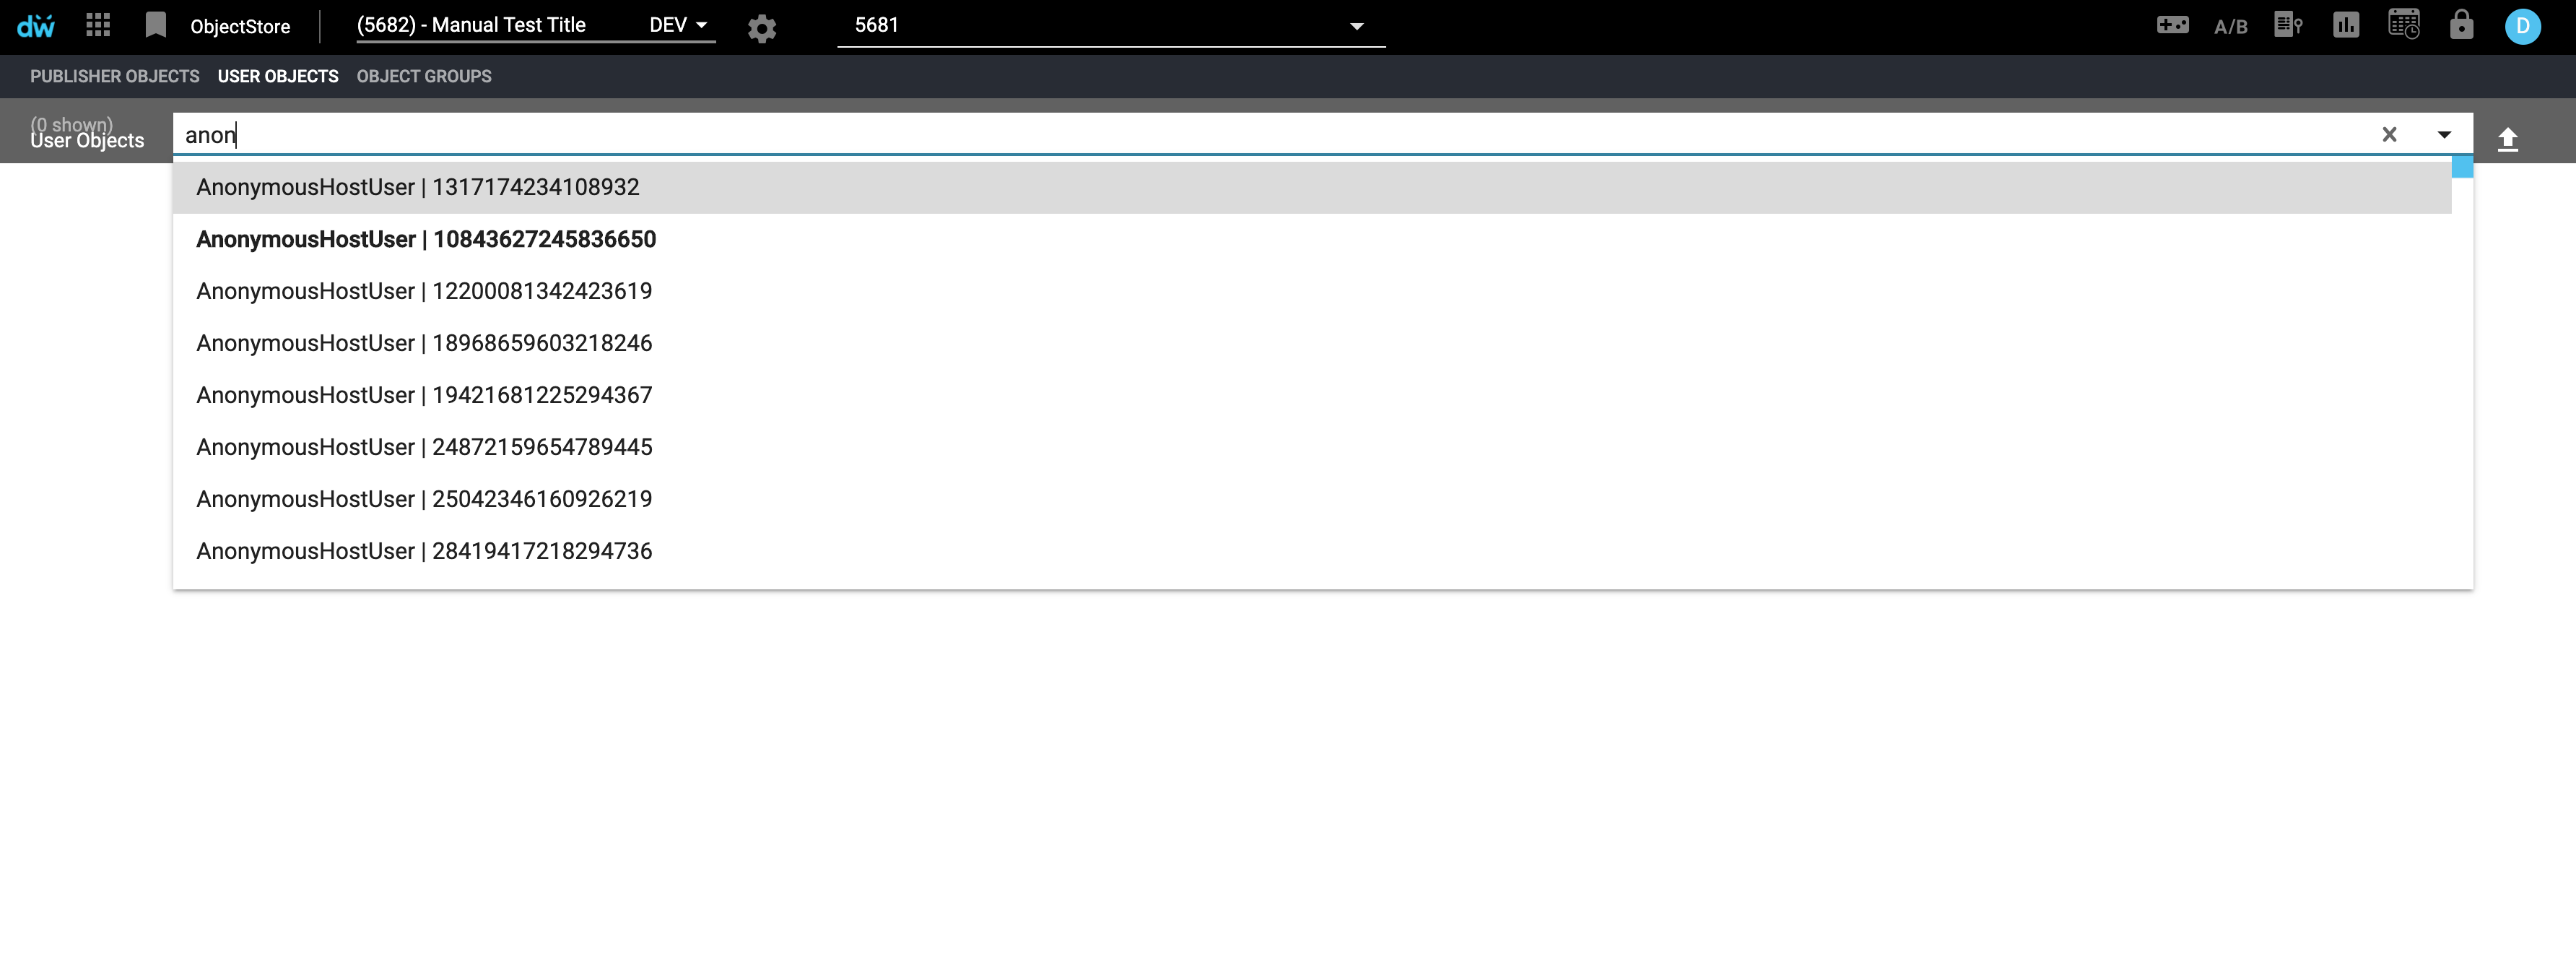 dw ObjectStore (5682) - Manual Test Title DEV 5681 A/B D
PUBLISHER OBJECTS USER OBJECTS OBJECT GROUPS
(0 shown)
User Objects
anon
AnonymousHostUser | 1317174234108932
AnonymousHostUser | 10843627245836650
AnonymousHostUser | 12200081342423619
AnonymousHostUser | 18968659603218246
AnonymousHostUser | 19421681225294367
AnonymousHostUser | 24872159654789445
AnonymousHostUser | 25042346160926219
AnonymousHostUser | 28419417218294736